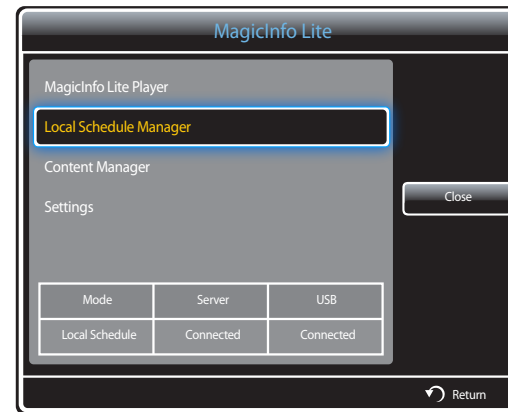 MagicInfo Lite
MagicInfo Lite Player
Local Schedule Manager
Content Manager
Settings
Close
Mode Server USB
Local Schedule Connected Connected
Return